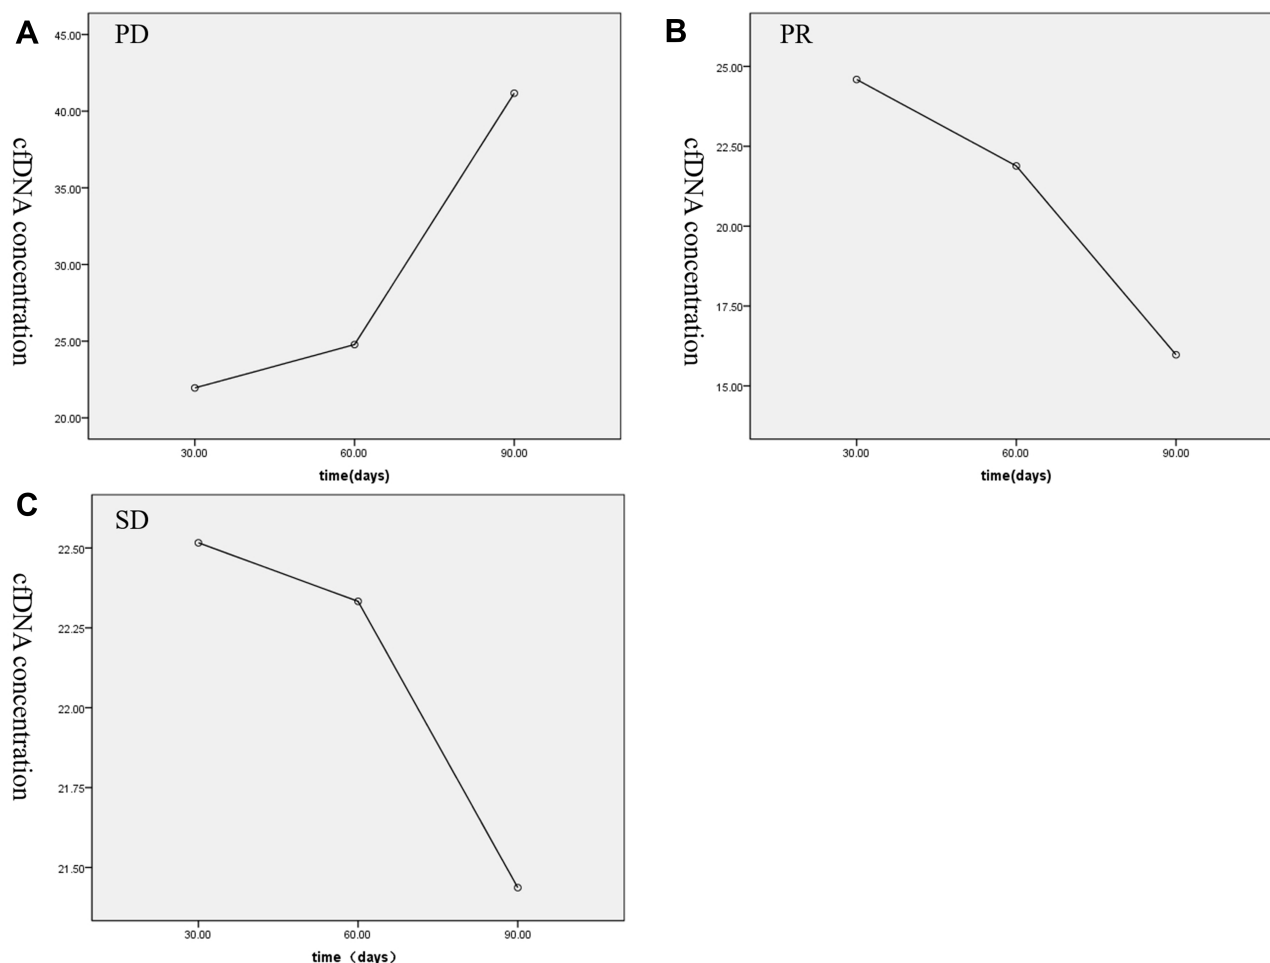 A
PD
45.00
40.00
35.00
30.00
25.00
20.00
cfDNA concentration
30.00 60.00 90.00
time(days)
B
PR
25.00
22.50
20.00
17.50
15.00
cfDNA concentration
30.00 60.00 90.00
time(days)
C
SD
22.50
22.25
22.00
21.75
21.50
cfDNA concentration
30.00 60.00 90.00
time（days）